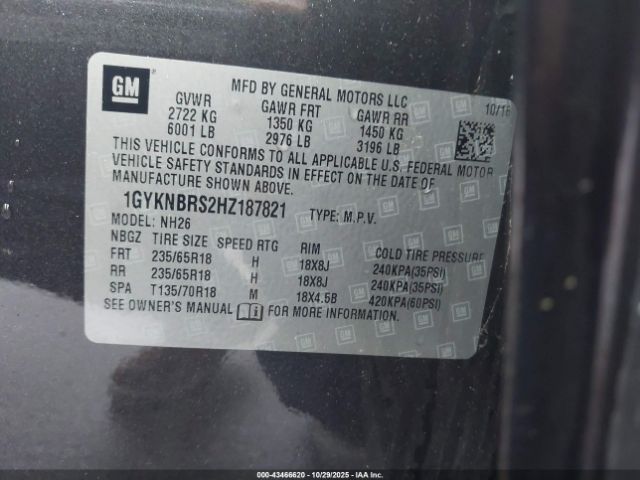 GM
MFD BY GENERAL MOTORS LLC
10/16
GVWR GAWR FRT GAWR RR
2722 KG 1350 KG 1450 KG
6001 LB 2976 LB 3196 LB
THIS VEHICLE CONFORMS TO ALL APPLICABLE U.S. FEDERAL MOTOR
VEHICLE SAFETY STANDARDS IN EFFECT ON THE DATE OF
MANUFACTURE SHOWN ABOVE.
1GYKNBRS2HZ187821 TYPE: M.P.V.
MODEL: NH26
NBGZ TIRE SIZE SPEED RTG RIM COLD TIRE PRESSURE
FRT 235/65R18 H 18X8J 240KPA(35PSI)
RR 235/65R18 H 18X8J 240KPA(35PSI)
SPA T135/70R18 M 18X4.5B 420KPA(60PSI)
SEE OWNER'S MANUAL FOR MORE INFORMATION.
00-43466620 | 10/29/2025 | IAAI.COM